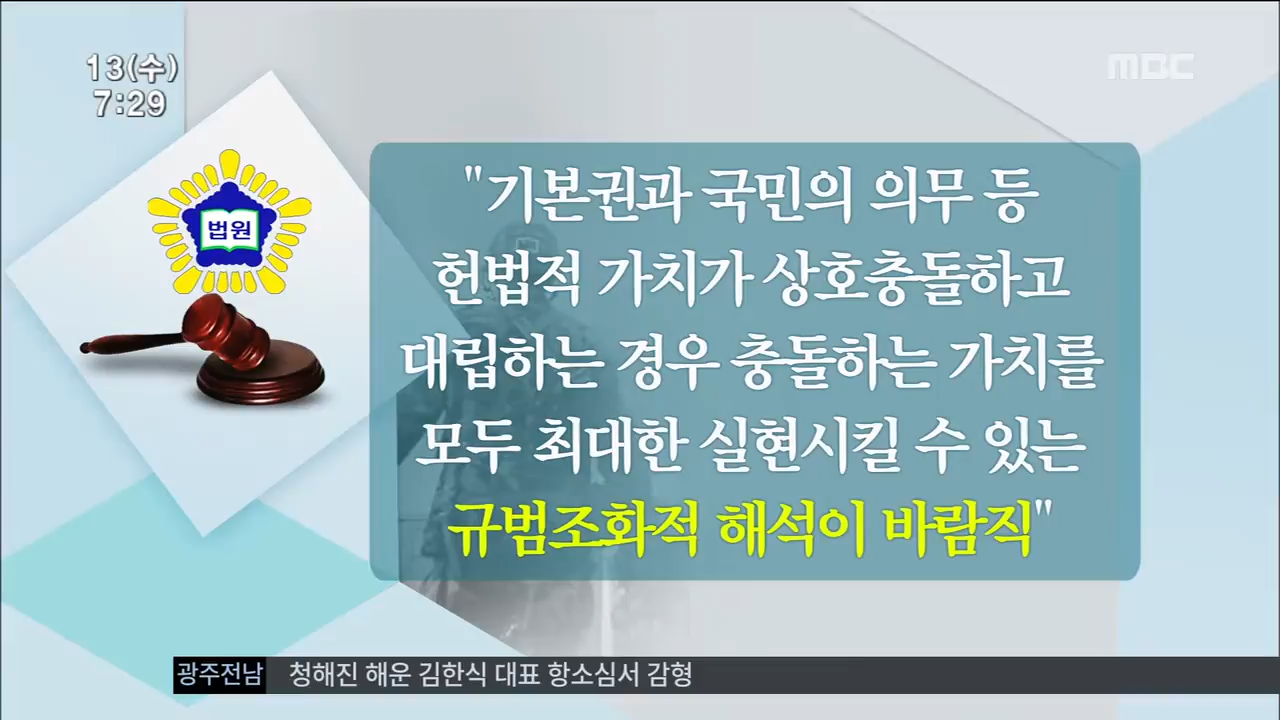 13(수)
7:29
MBC
법원
"기본권과 국민의 의무 등
헌법적 가치가 상호충돌하고
대립하는 경우 충돌하는 가치를
모두 최대한 실현시킬 수 있는
규범조화적 해석이 바람직"
광주전남 청해진 해운 김한식 대표 항소심서 감형